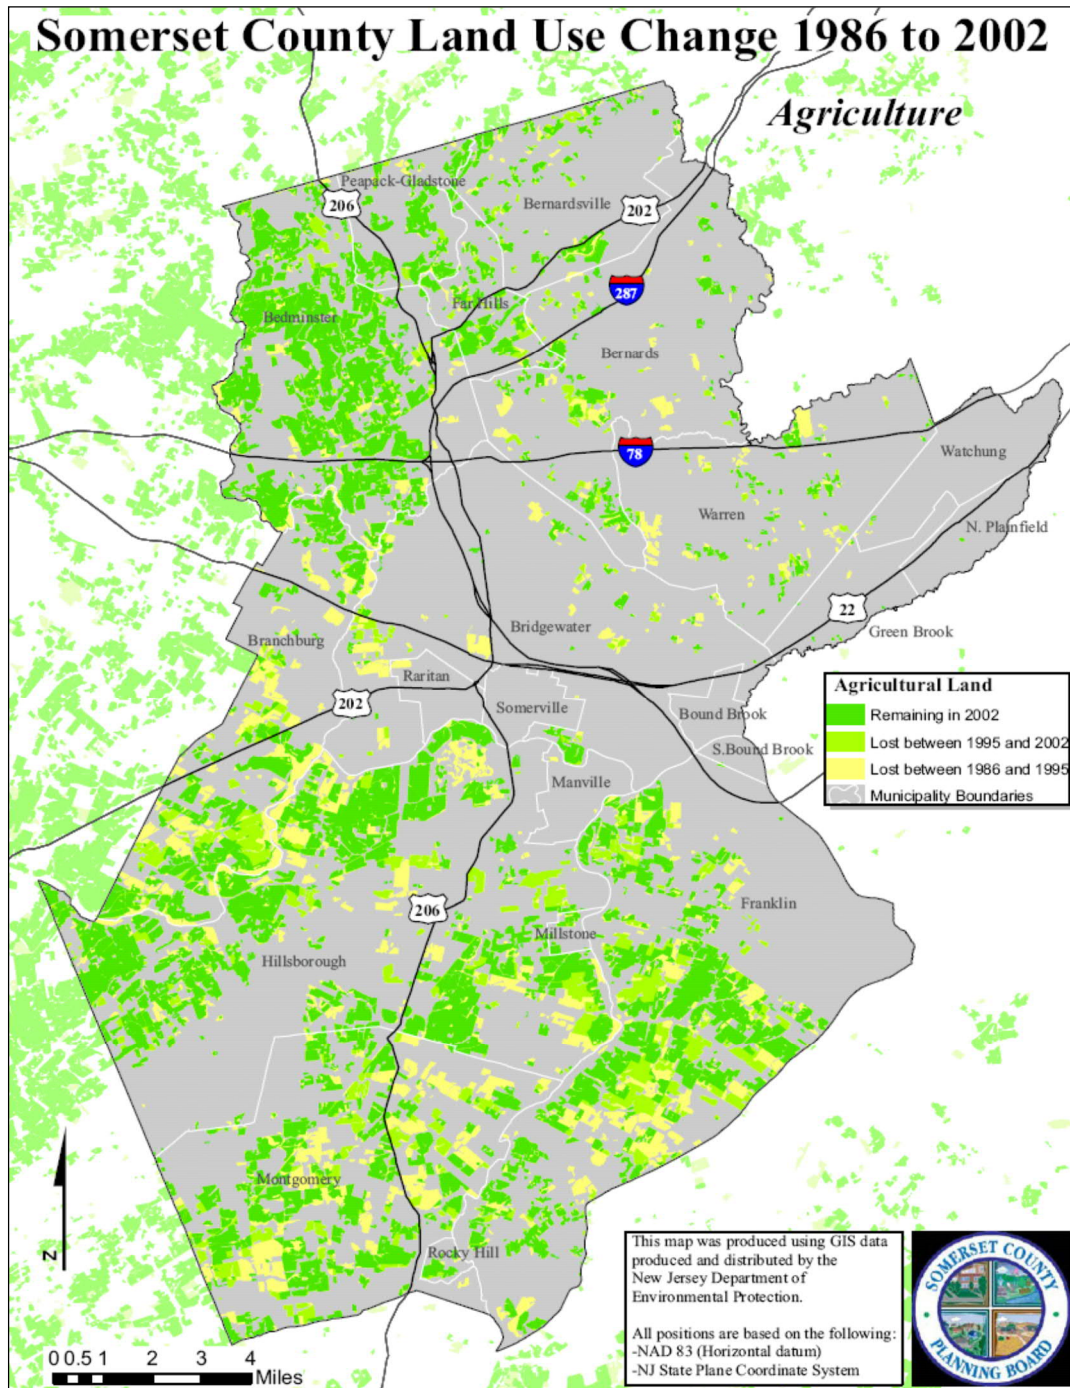 Somerset County Land Use Change 1986 to 2002
Agriculture
Peapack-Gladstone
206
Bernardsville
202
287
Far Hills
Bedminster
Bernards
78
Watchung
Warren
N. Plainfield
22
Green Brook
Bridgewater
Branchburg
Raritan
202
Somerville
Bound Brook
S.Bound Brook
Manville
Agricultural Land
Remaining in 2002
Lost between 1995 and 2002
Lost between 1986 and 1995
Municipality Boundaries
Franklin
206
Millstone
Hillsborough
Montgomery
Rocky Hill
N
0 0.5 1 2 3 4
Miles
This map was produced using GIS data
produced and distributed by the
New Jersey Department of
Environmental Protection.
All positions are based on the following:
-NAD 83 (Horizontal datum)
-NJ State Plane Coordinate System
SOMERSET COUNTY
PLANNING BOARD